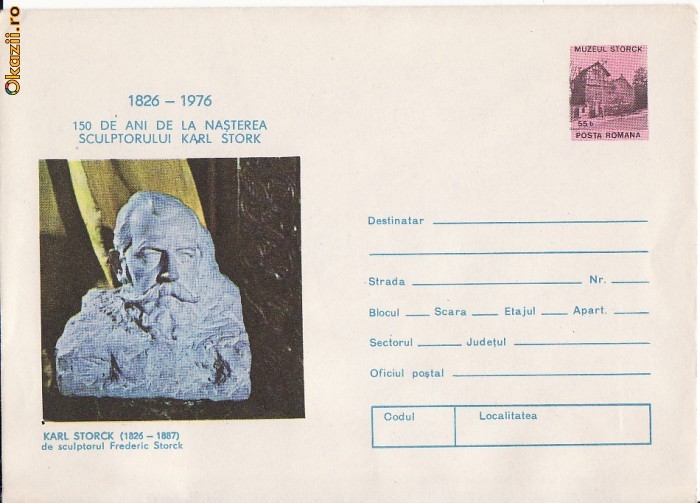 Okazii.ro
1826 – 1976
150 DE ANI DE LA NAȘTEREA
SCULPTORULUI KARL STORK
MUZEUL STORCK
55 b
POSTA ROMANA
Destinatar
Strada Nr.
Blocul Scara Etajul Apart.
Sectorul Județul
Oficiul poștal
Codul Localitatea
KARL STORCK (1826 – 1887)
de sculptorul Frederic Storck